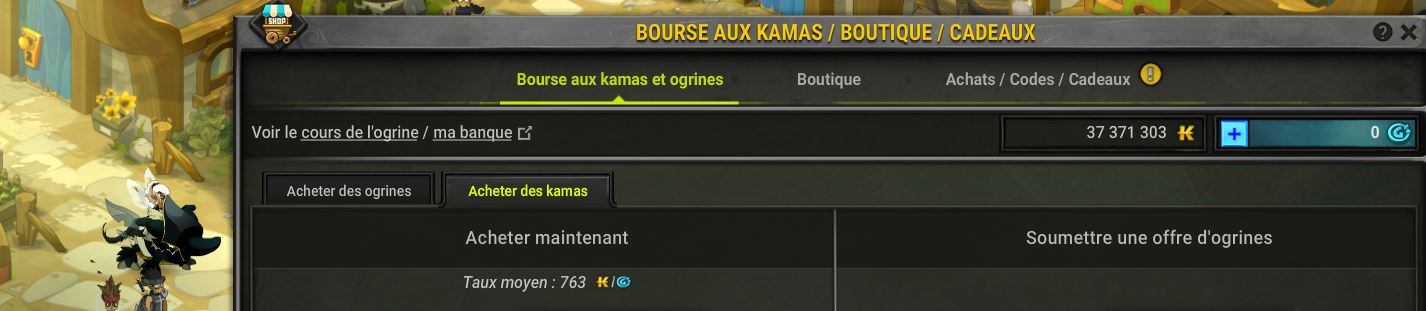 SHOP
BOURSE AUX KAMAS / BOUTIQUE / CADEAUX
Bourse aux kamas et ogrines Boutique Achats / Codes / Cadeaux
Voir le cours de l'ogrine / ma banque 37 371 303 0
Acheter des ogrines Acheter des kamas
Acheter maintenant Soumettre une offre d'ogrines
Taux moyen : 763 K/G